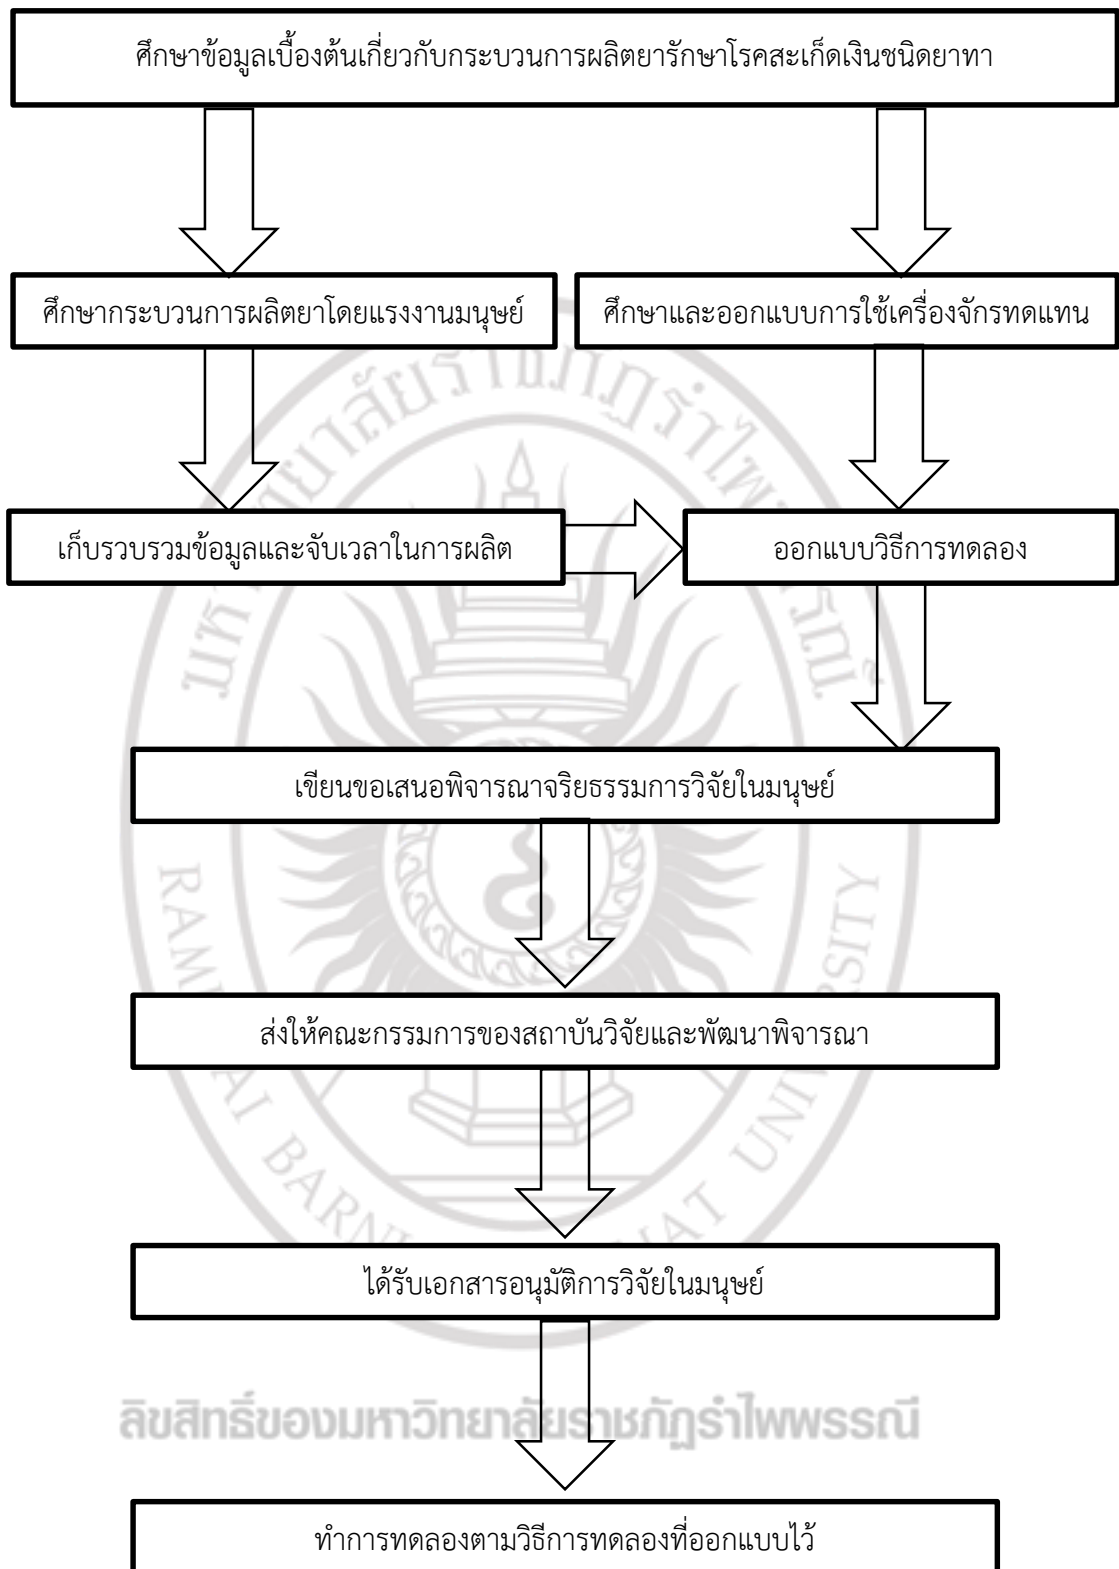 ศึกษาข้อมูลเบื้องต้นเกี่ยวกับกระบวนการผลิตยารักษาโรคสะเก็ดเงินชนิดยาทา
ศึกษากระบวนการผลิตยาโดยแรงงานมนุษย์
ศึกษาและออกแบบการใช้เครื่องจักรทดแทน
เก็บรวบรวมข้อมูลและจับเวลาในการผลิต
ออกแบบวิธีการทดลอง
เขียนขอเสนอพิจารณาจริยธรรมการวิจัยในมนุษย์
ส่งให้คณะกรรมการของสถาบันวิจัยและพัฒนาพิจารณา
ได้รับเอกสารอนุมัติการวิจัยในมนุษย์
ลิขสิทธิ์ของมหาวิทยาลัยราชภัฏรำไพพรรณี
ทำการทดลองตามวิธีการทดลองที่ออกแบบไว้